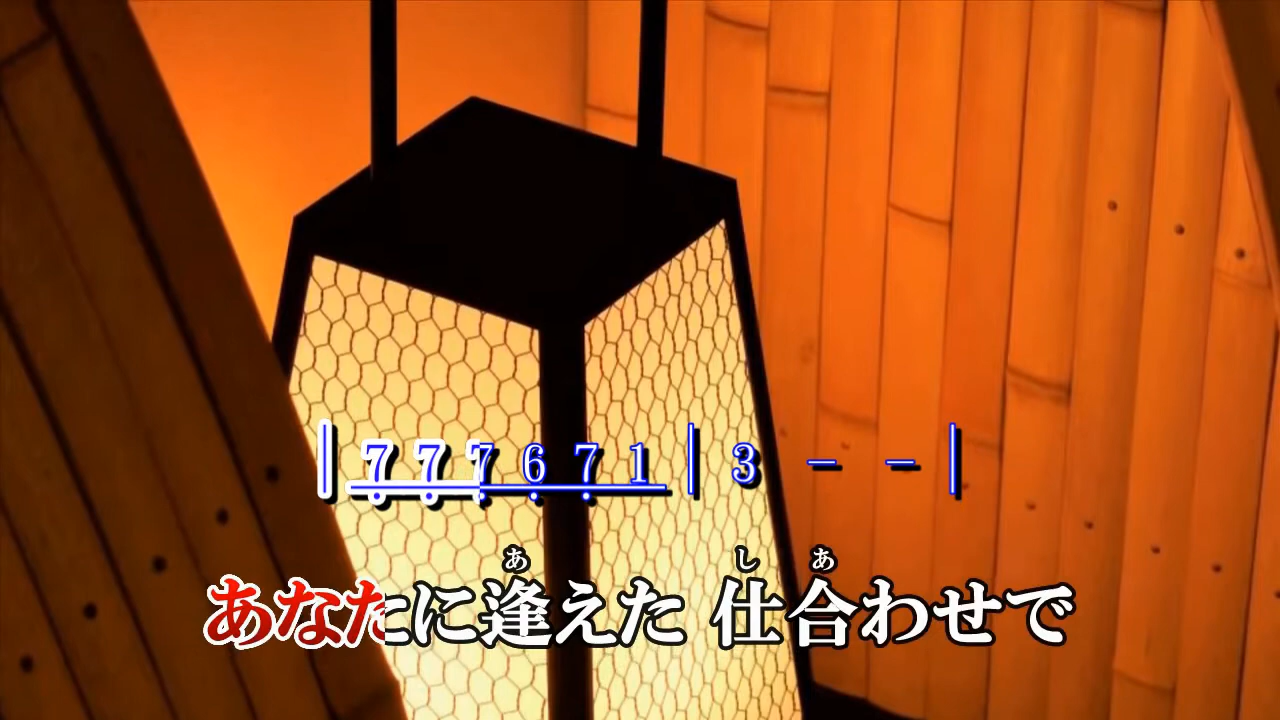 | 7 7 7 6 7 1 | 3 － － |
あ し あ
あなたに逢えた 仕合わせで